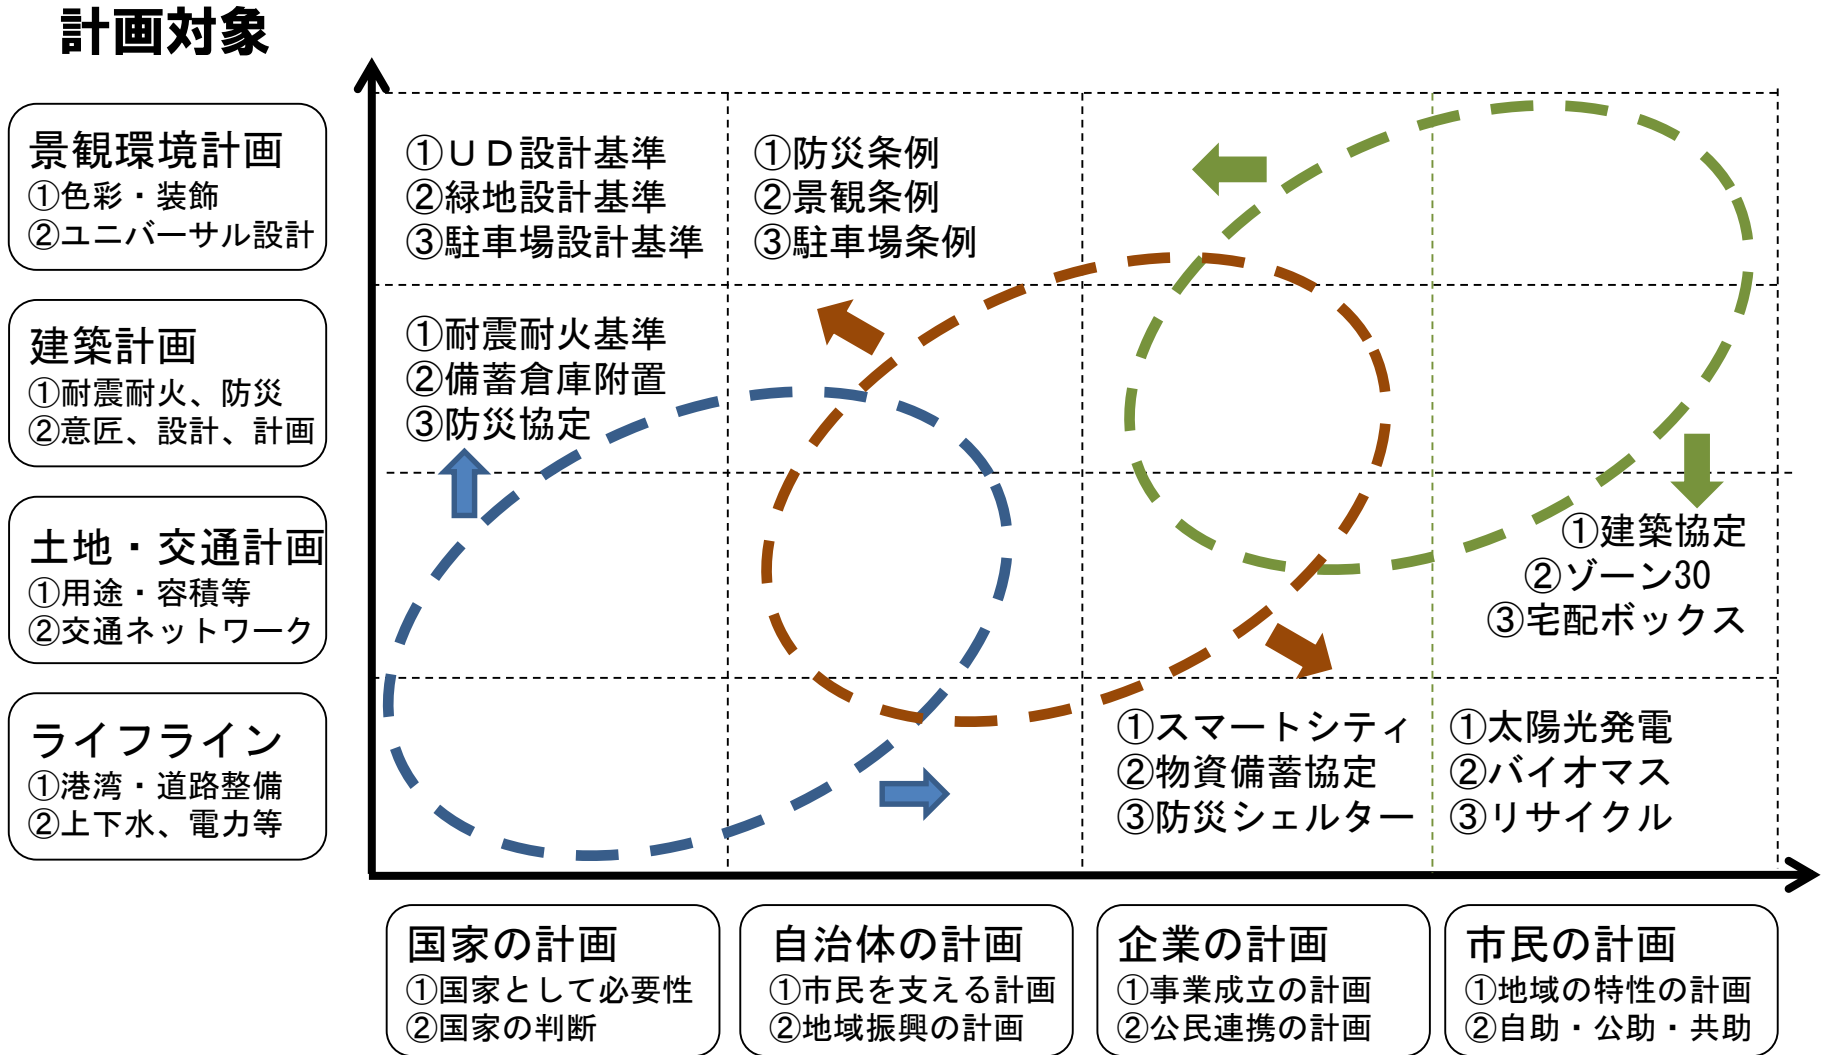 計画対象
景観環境計画
①色彩・装飾
②ユニバーサル設計
①ＵＤ設計基準
②緑地設計基準
③駐車場設計基準
①防災条例
②景観条例
③駐車場条例
建築計画
①耐震耐火、防災
②意匠、設計、計画
①耐震耐火基準
②備蓄倉庫附置
③防災協定
土地・交通計画
①用途・容積等
②交通ネットワーク
①建築協定
②ゾーン30
③宅配ボックス
ライフライン
①港湾・道路整備
②上下水、電力等
①スマートシティ
②物資備蓄協定
③防災シェルター
①太陽光発電
②バイオマス
③リサイクル
国家の計画
①国家として必要性
②国家の判断
自治体の計画
①市民を支える計画
②地域振興の計画
企業の計画
①事業成立の計画
②公民連携の計画
市民の計画
①地域の特性の計画
②自助・公助・共助